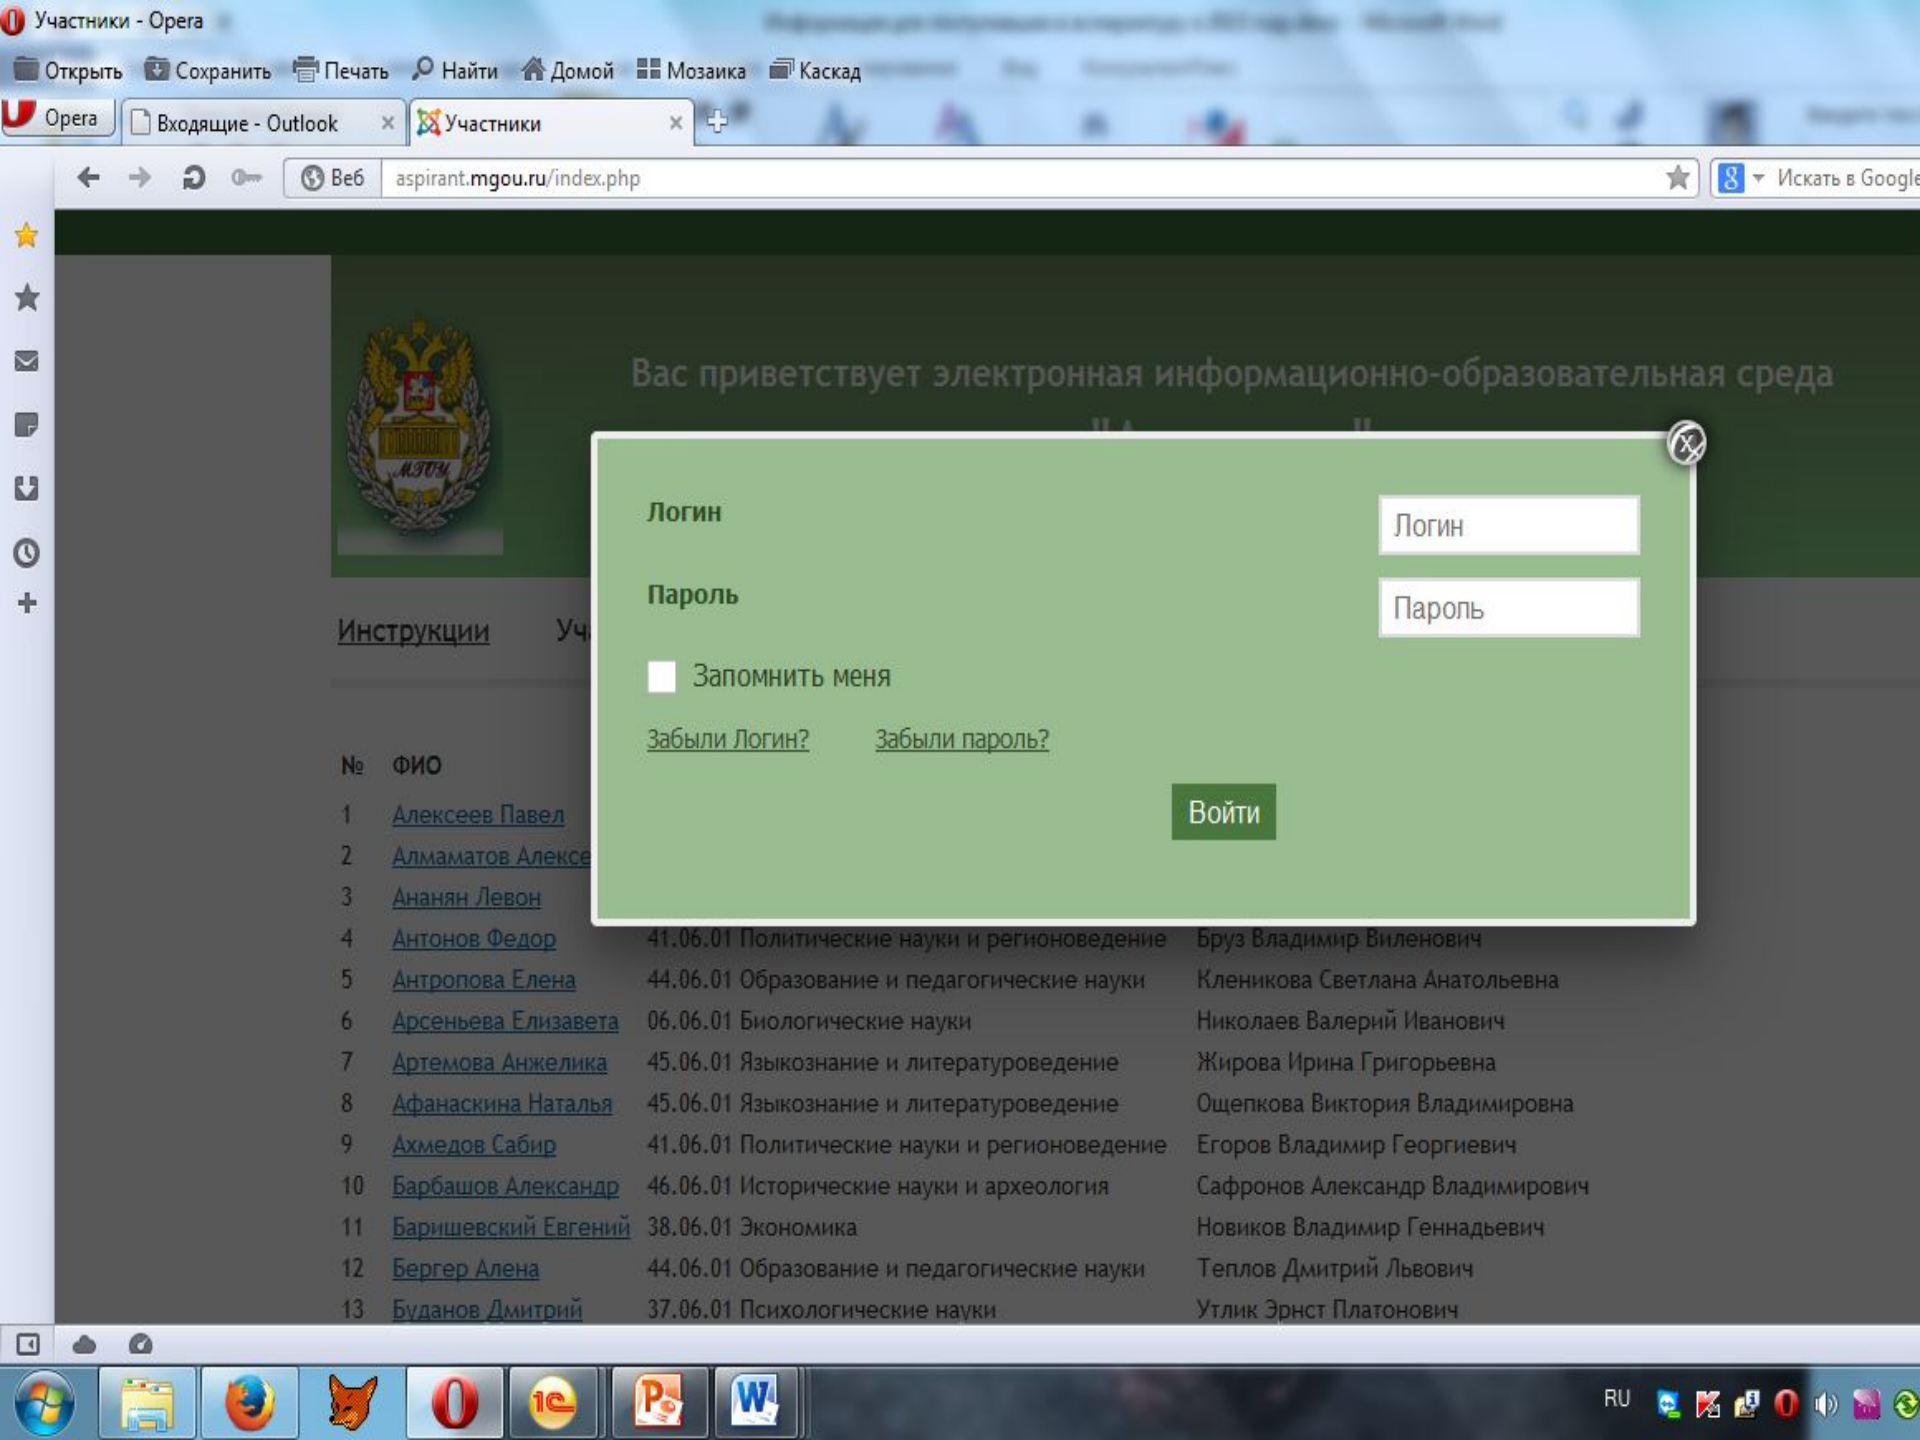 Участники - Opera
Открыть Сохранить Печать Найти Домой Мозаика Каскад
Opera Входящие - Outlook × Участники ×
Веб aspirant.mgou.ru/index.php Искать в Google
Вас приветствует электронная информационно-образовательная среда
МГОУ
Логин Логин
Пароль Пароль
Инструкции
Запомнить меня
Забыли Логин? Забыли пароль?
Войти
№ ФИО
1 Алексеев Павел
2 Алмаматов Алексе
3 Ананян Левон
4 Антонов Федор 41.06.01 Политические науки и регионоведение Бруз Владимир Виленович
5 Антропова Елена 44.06.01 Образование и педагогические науки Кленикова Светлана Анатольевна
6 Арсеньева Елизавета 06.06.01 Биологические науки Николаев Валерий Иванович
7 Артемова Анжелика 45.06.01 Языкознание и литературоведение Жирова Ирина Григорьевна
8 Афанаскина Наталья 45.06.01 Языкознание и литературоведение Ощепкова Виктория Владимировна
9 Ахмедов Сабир 41.06.01 Политические науки и регионоведение Егоров Владимир Георгиевич
10 Барбашов Александр 46.06.01 Исторические науки и археология Сафронов Александр Владимирович
11 Баришевский Евгений 38.06.01 Экономика Новиков Владимир Геннадьевич
12 Бергер Алена 44.06.01 Образование и педагогические науки Теплов Дмитрий Львович
13 Буданов Дмитрий 37.06.01 Психологические науки Утлик Эрнст Платонович
RU